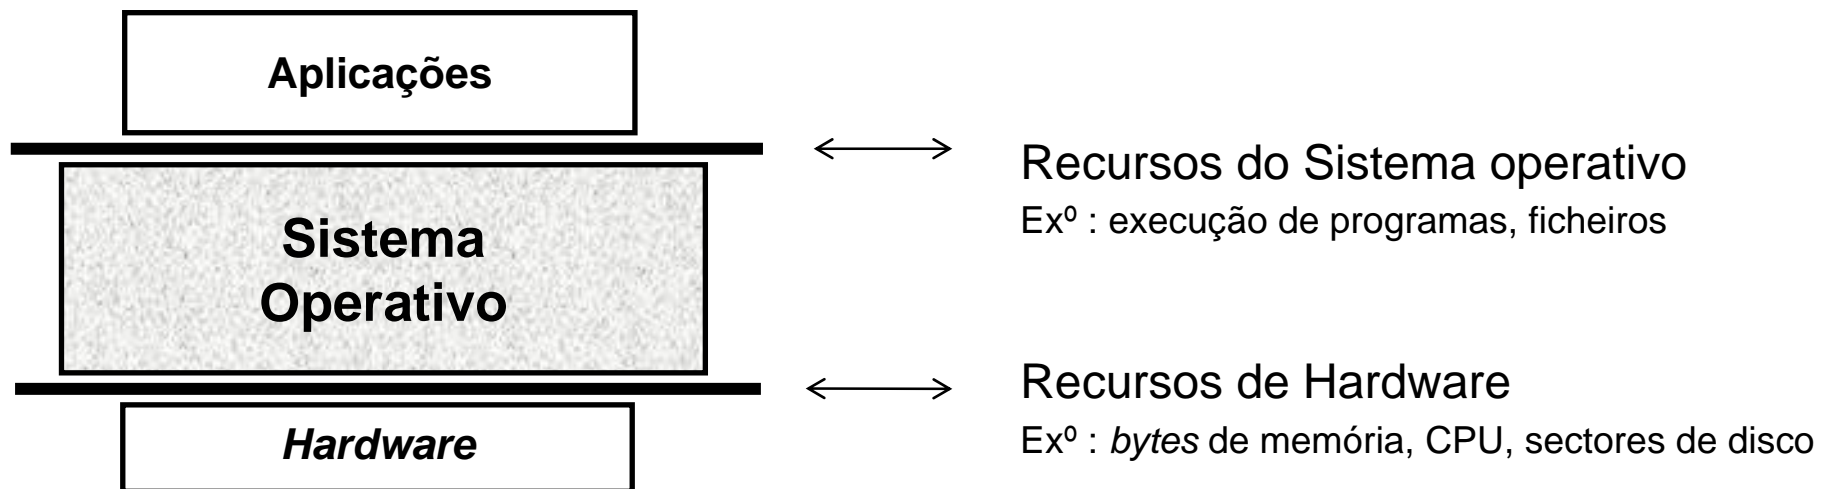 Aplicações
Recursos do Sistema operativo
Exº : execução de programas, ficheiros
Sistema
Operativo
Recursos de Hardware
Exº : bytes de memória, CPU, sectores de disco
Hardware